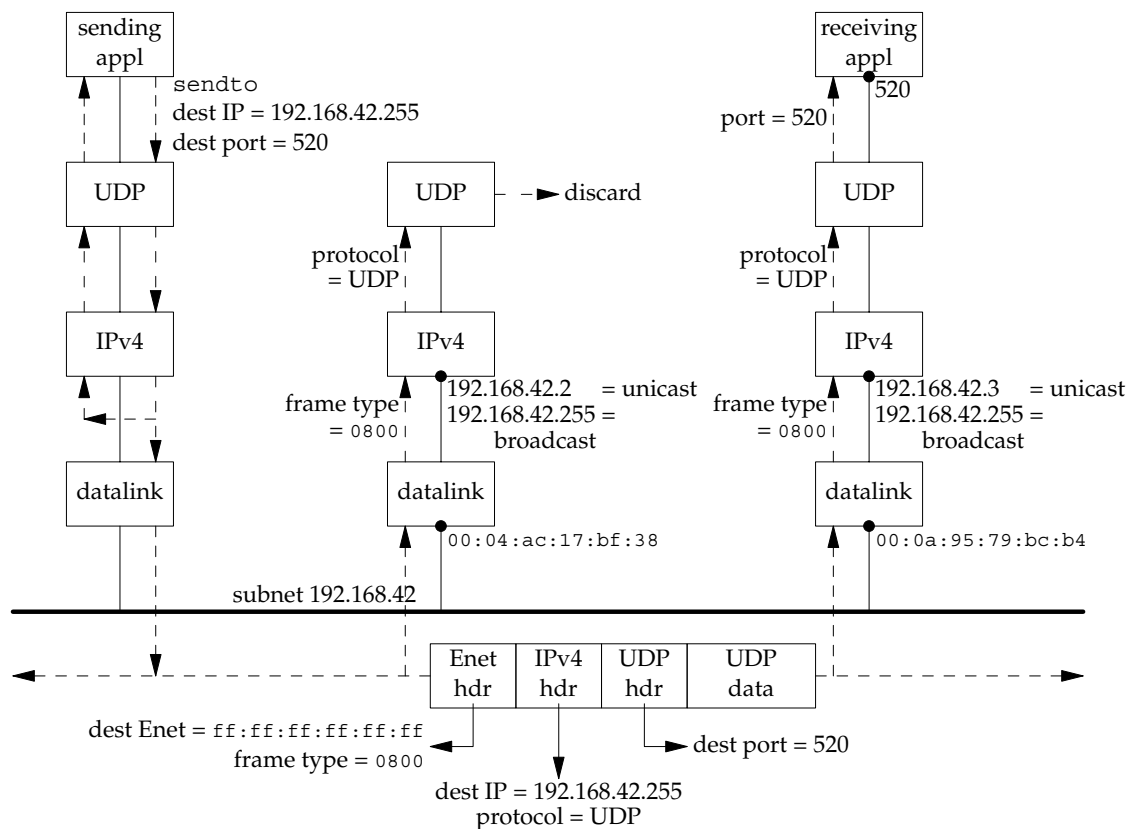 sending
appl
receiving
appl
sendto
dest IP = 192.168.42.255
dest port = 520
520
port = 520
UDP
UDP
discard
UDP
protocol
= UDP
protocol
= UDP
IPv4
IPv4
IPv4
frame type
= 0800
192.168.42.2 = unicast
192.168.42.255 =
broadcast
frame type
= 0800
192.168.42.3 = unicast
192.168.42.255 =
broadcast
datalink
datalink
datalink
00:04:ac:17:bf:38
00:0a:95:79:bc:b4
subnet 192.168.42
Enet
hdr
IPv4
hdr
UDP
hdr
UDP
data
dest Enet = ff:ff:ff:ff:ff:ff
frame type = 0800
dest port = 520
dest IP = 192.168.42.255
protocol = UDP